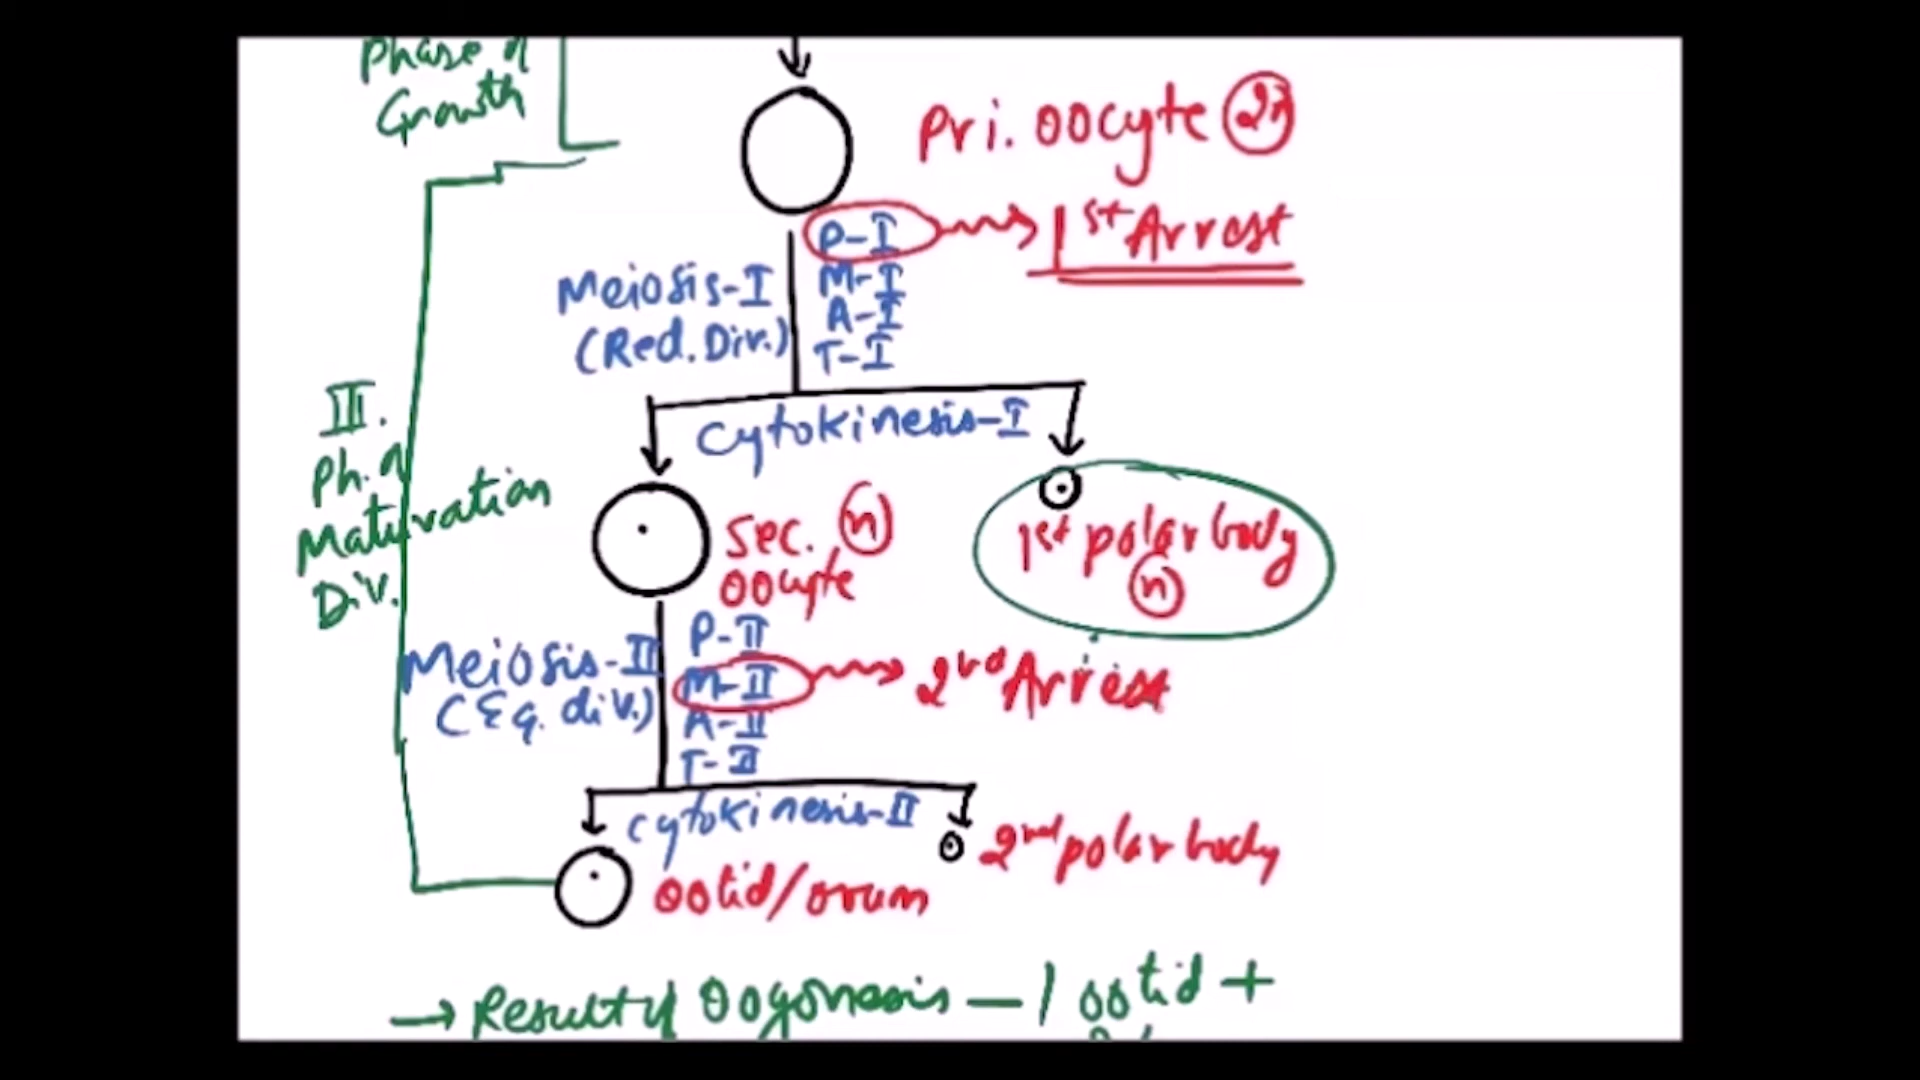 Phase of
Growth
Pri. oocyte 2n
P-I
1st Arrest
Meiosis-I
(Red. Div.)
M-I
A-I
T-I
Cytokinesis-I
III.
Ph. of
Maturation
Div.
Sec. n
oocyte
1st polar body
n
Meiosis-II
(Eq. div.)
P-II
M-II
2nd Arrest
A-II
T-II
Cytokinesis-II
2nd polar body
ootid/ovum
→ Result of oogenesis — 1 ootid +